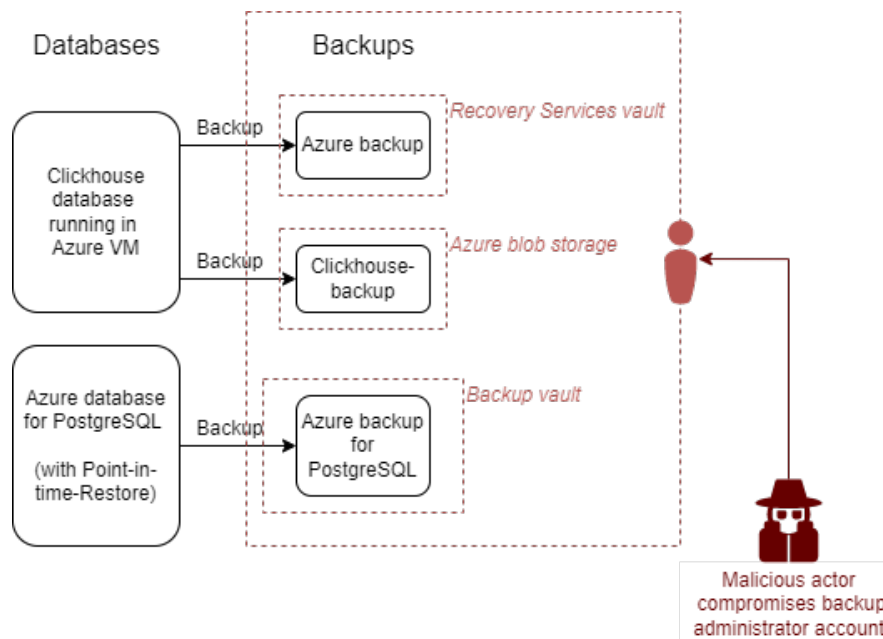 Databases
Backups
Recovery Services vault
Backup
Azure backup
Clickhouse
database
running in
Azure VM
Azure blob storage
Backup
Clickhouse-
backup
Azure database
for PostgreSQL
(with Point-in-
time-Restore)
Backup vault
Backup
Azure backup
for
PostgreSQL
Malicious actor
compromises backup
administrator account